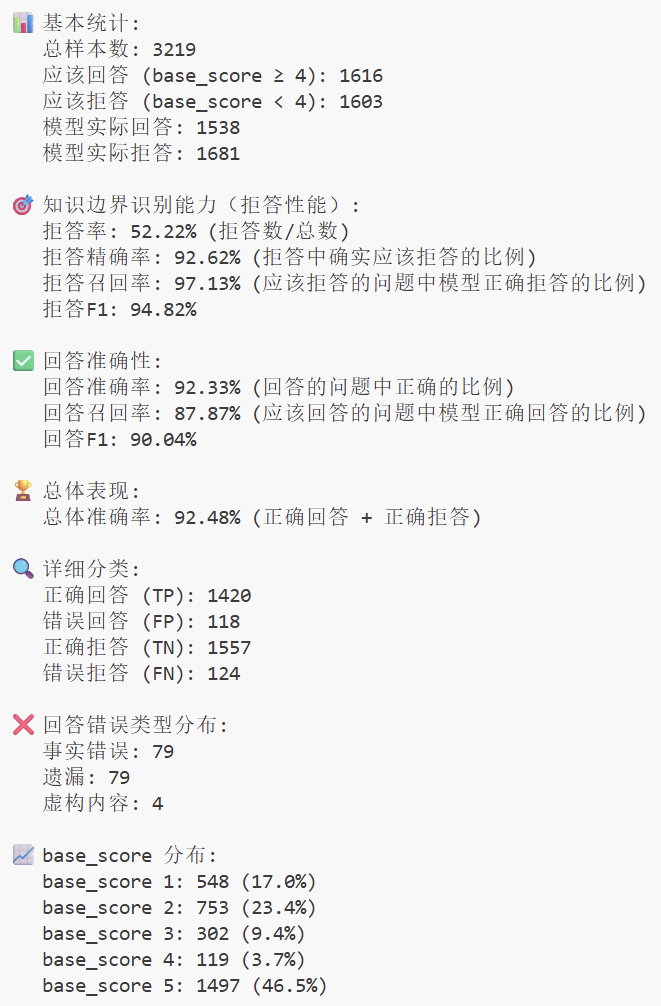 📊 基本统计:
总样本数: 3219
应该回答 (base_score ≥ 4): 1616
应该拒答 (base_score < 4): 1603
模型实际回答: 1538
模型实际拒答: 1681
🎯 知识边界识别能力（拒答性能）:
拒答率: 52.22% (拒答数/总数)
拒答精确率: 92.62% (拒答中确实应该拒答的比例)
拒答召回率: 97.13% (应该拒答的问题中模型正确拒答的比例)
拒答F1: 94.82%
✅ 回答准确性:
回答准确率: 92.33% (回答的问题中正确的比例)
回答召回率: 87.87% (应该回答的问题中模型正确回答的比例)
回答F1: 90.04%
🏆 总体表现:
总体准确率: 92.48% (正确回答 + 正确拒答)
🔍 详细分类:
正确回答 (TP): 1420
错误回答 (FP): 118
正确拒答 (TN): 1557
错误拒答 (FN): 124
❌ 回答错误类型分布:
事实错误: 79
遗漏: 79
虚构内容: 4
📈 base_score 分布:
base_score 1: 548 (17.0%)
base_score 2: 753 (23.4%)
base_score 3: 302 (9.4%)
base_score 4: 119 (3.7%)
base_score 5: 1497 (46.5%)